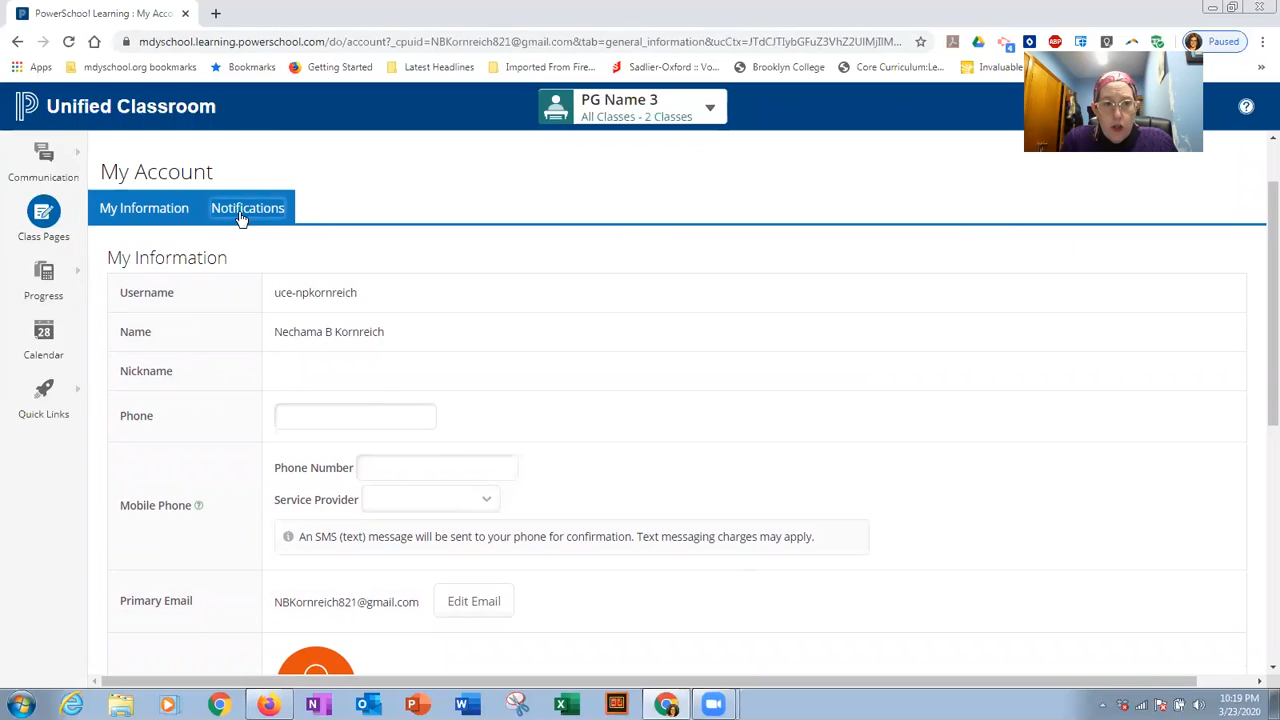 PowerSchool Learning : My Acco
mdyschool.learning.powerschool.com/do/account?_cpuid=NBKornreich821@gmail.com&tab=general_information&ucCtx=JTdCJTIyZGFuZ3VhZ2UlMjIlM...
Paused
Apps
mdyschool.org bookmarks
Bookmarks
Getting Started
Latest Headlines
Imported From Fire...
Sadlier-Oxford :: Vo...
Brooklyn College
Core Curriculum:Le...
Invaluable
»
Unified Classroom
PG Name 3
All Classes - 2 Classes
Communication
Class Pages
Progress
28
Calendar
Quick Links
My Account
My Information
Notifications
My Information
Username
uce-npkornreich
Name
Nechama B Kornreich
Nickname
Phone
Mobile Phone
Phone Number
Service Provider
An SMS (text) message will be sent to your phone for confirmation. Text messaging charges may apply.
Primary Email
NBKornreich821@gmail.com
Edit Email
10:19 PM
3/23/2020